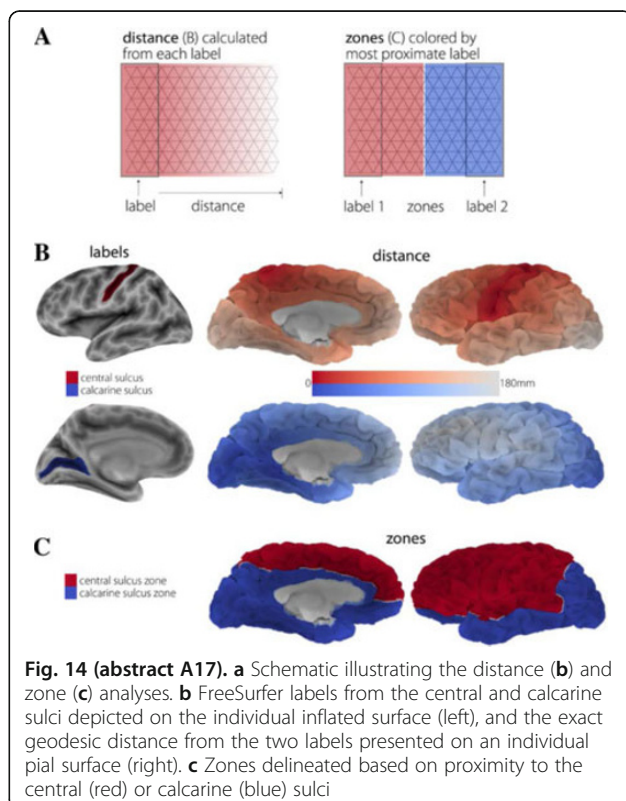 A
distance (B) calculated
from each label
zones (C) colored by
most proximate label
label
distance
label 1
zones
label 2
B
labels
distance
central sulcus
calcarine sulcus
0
180mm
C
zones
central sulcus zone
calcarine sulcus zone
Fig. 14 (abstract A17). a Schematic illustrating the distance (b) and
zone (c) analyses. b FreeSurfer labels from the central and calcarine
sulci depicted on the individual inflated surface (left), and the exact
geodesic distance from the two labels presented on an individual
pial surface (right). c Zones delineated based on proximity to the
central (red) or calcarine (blue) sulci